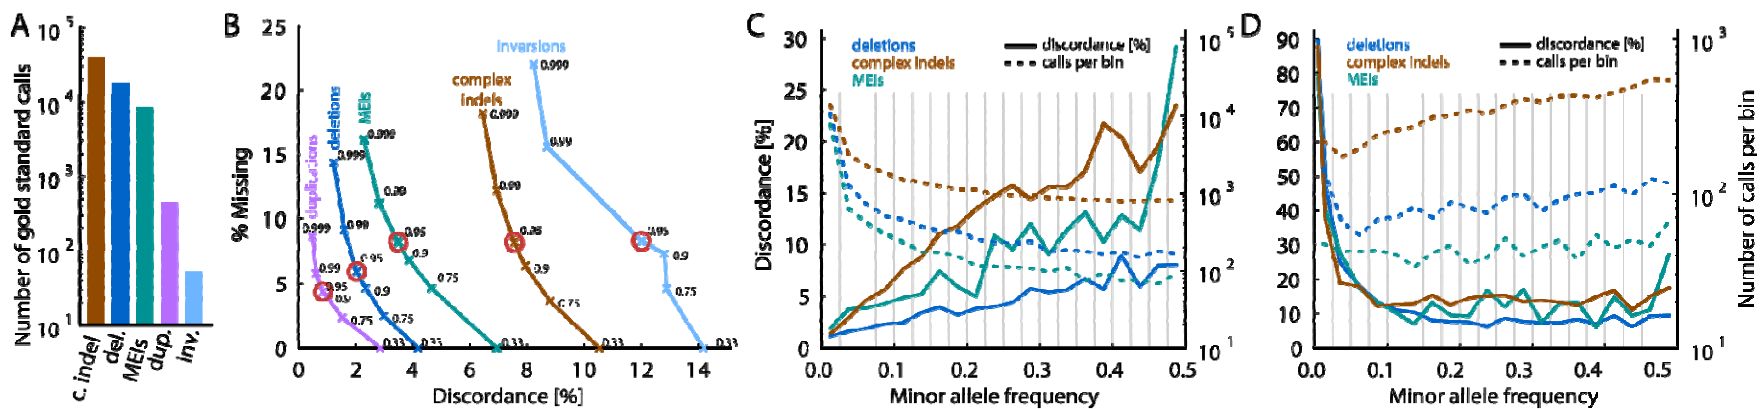 A
Number of gold standard calls
10^5
10^4
10^3
10^2
10^1
c. indel
del.
MEIs
dup.
inv.
B
% Missing
25
20
15
10
5
0
0 2 4 6 8 10 12 14
Discordance [%]
duplications
0.999
0.99
0.95
0.9
0.75
0.33
deletions
0.999
0.99
0.95
0.9
0.75
0.33
MEIs
0.999
0.99
0.95
0.9
0.75
0.33
complex
indels
0.999
0.99
0.95
0.9
0.75
0.33
inversions
0.999
0.99
0.95
0.9
0.75
0.33
C
Discordance [%]
30
25
20
15
10
5
0
deletions
complex indels
MEIs
discordance [%]
calls per bin
10^5
10^4
10^3
10^2
10^1
0.0 0.1 0.2 0.3 0.4 0.5
Minor allele frequency
D
90
80
70
60
50
40
30
20
10
0
deletions
complex indels
MEIs
discordance [%]
calls per bin
10^3
10^2
10^1
Number of calls per bin
0.0 0.1 0.2 0.3 0.4 0.5
Minor allele frequency